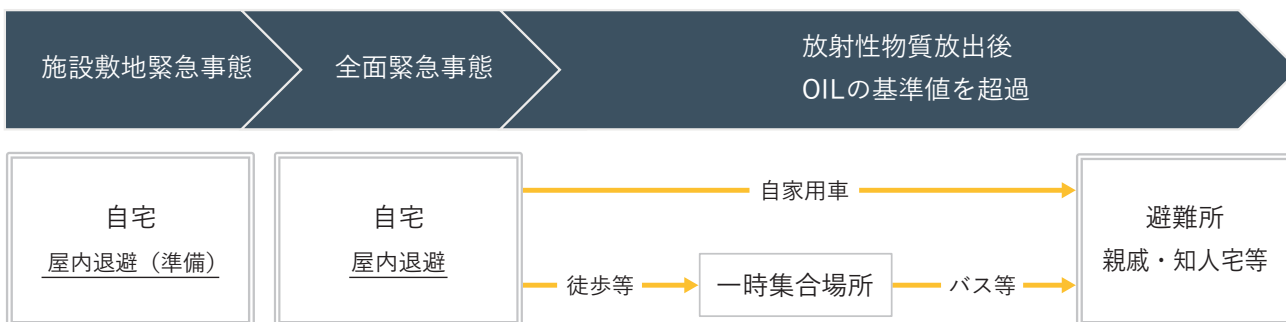 施設敷地緊急事態
全面緊急事態
放射性物質放出後
OILの基準値を超過
自宅
屋内退避（準備）
自宅
屋内退避
自家用車
徒歩等
一時集合場所
バス等
避難所
親戚・知人宅等